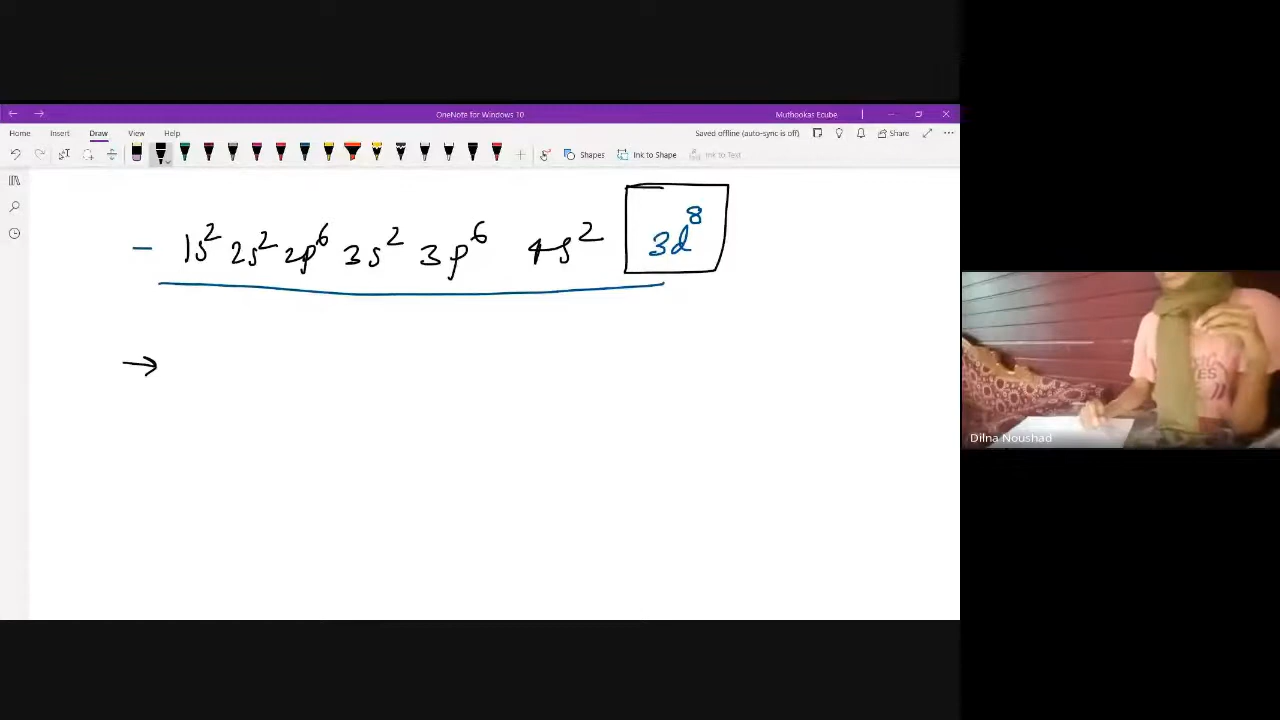 OneNote for Windows 10
Muthookas Ecube
Home Insert Draw View Help
Saved offline (auto-sync is off)
Share
Shapes
Ink to Shape
Ink to Text
- 1s² 2s² 2p⁶ 3s² 3p⁶ 4s² 3d⁸
→
Dilna Noushad